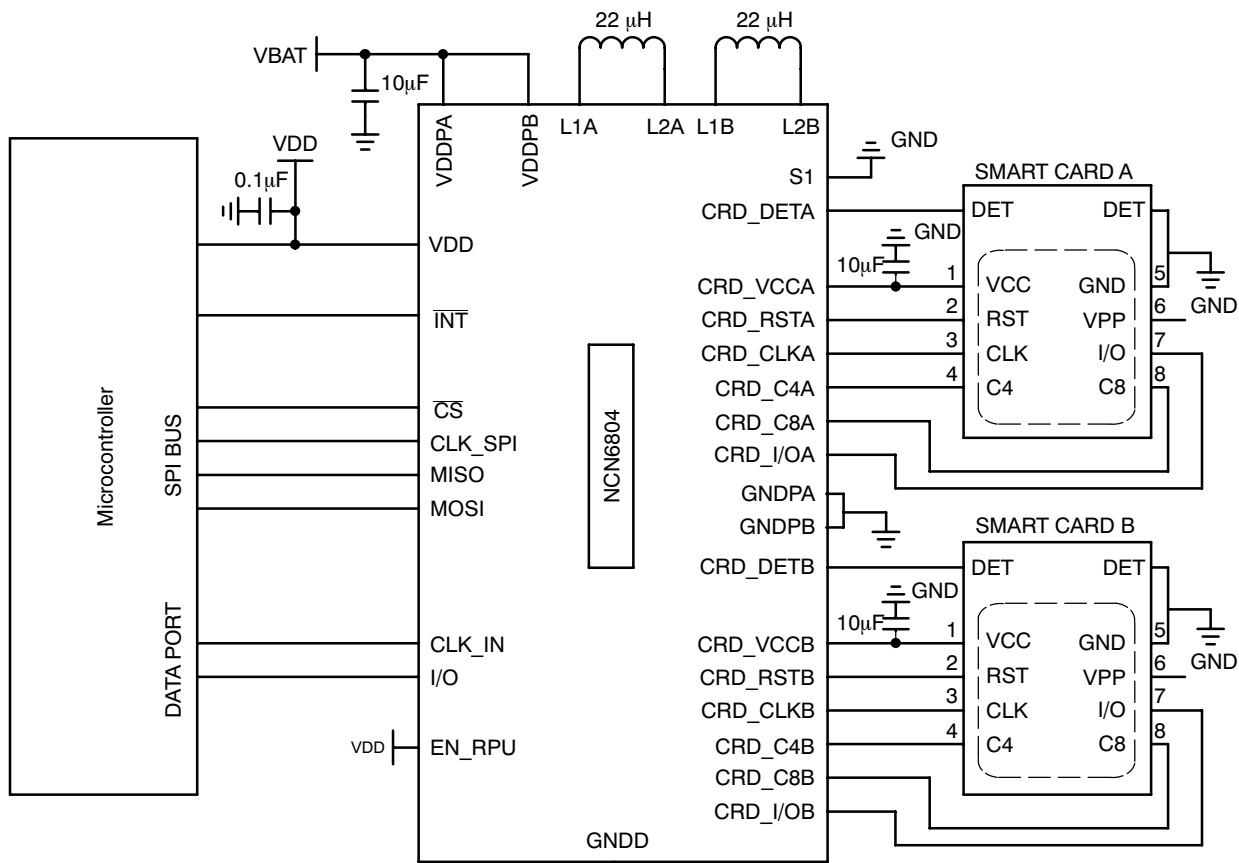 22 μH
22 μH
VBAT
10μF
VDDPA
VDDPB
L1A
L2A
L1B
L2B
VDD
0.1μF
S1
GND
CRD_DETA
VDD
INT
CS
CLK_SPI
MISO
MOSI
CLK_IN
I/O
VDD
EN_RPU
Microcontroller
SPI BUS
DATA PORT
NCN6804
GNDD
GND
10μF
CRD_VCCA
CRD_RSTA
CRD_CLKA
CRD_C4A
CRD_C8A
CRD_I/OA
GNDPA
GNDPB
CRD_DETB
GND
10μF
CRD_VCCB
CRD_RSTB
CRD_CLKB
CRD_C4B
CRD_C8B
CRD_I/OB
SMART CARD A
DET DET
1 VCC GND 5
2 RST VPP 6
3 CLK I/O 7
4 C4 C8 8
GND
SMART CARD B
DET DET
1 VCC GND 5
2 RST VPP 6
3 CLK I/O 7
4 C4 C8 8
GND